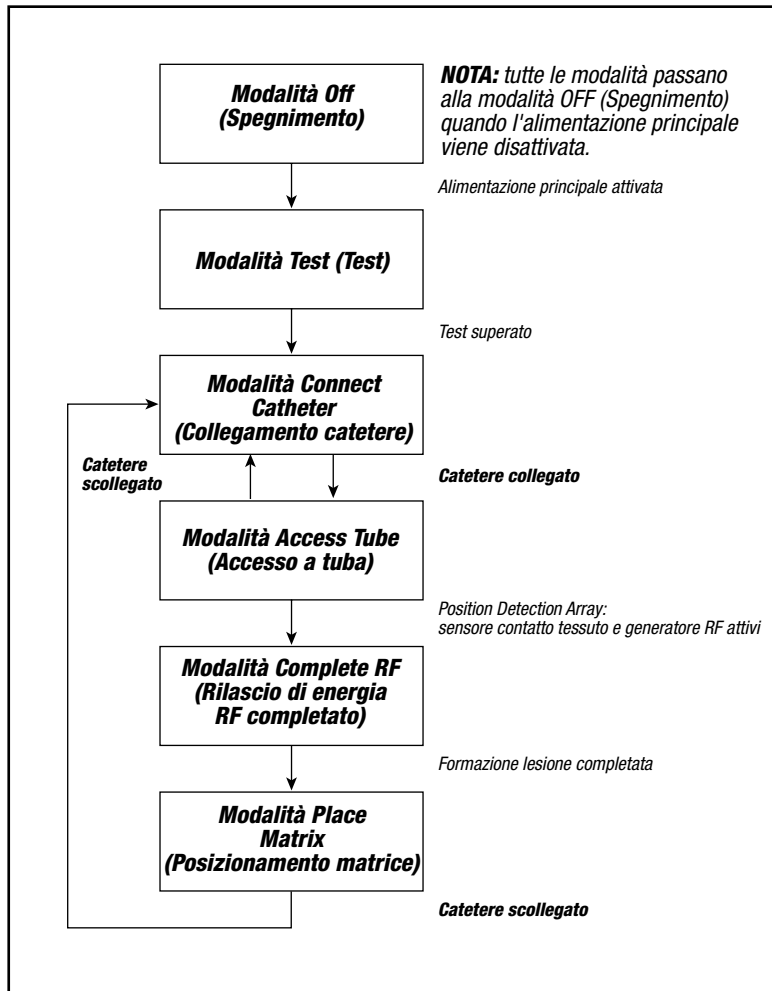 Modalità Off
(Spegnimento)
NOTA: tutte le modalità passano
alla modalità OFF (Spegnimento)
quando l'alimentazione principale
viene disattivata.
Alimentazione principale attivata
Modalità Test (Test)
Test superato
Modalità Connect
Catheter
(Collegamento catetere)
Catetere
scollegato
Catetere collegato
Modalità Access Tube
(Accesso a tuba)
Position Detection Array:
sensore contatto tessuto e generatore RF attivi
Modalità Complete RF
(Rilascio di energia
RF completato)
Formazione lesione completata
Modalità Place
Matrix
(Posizionamento matrice)
Catetere scollegato